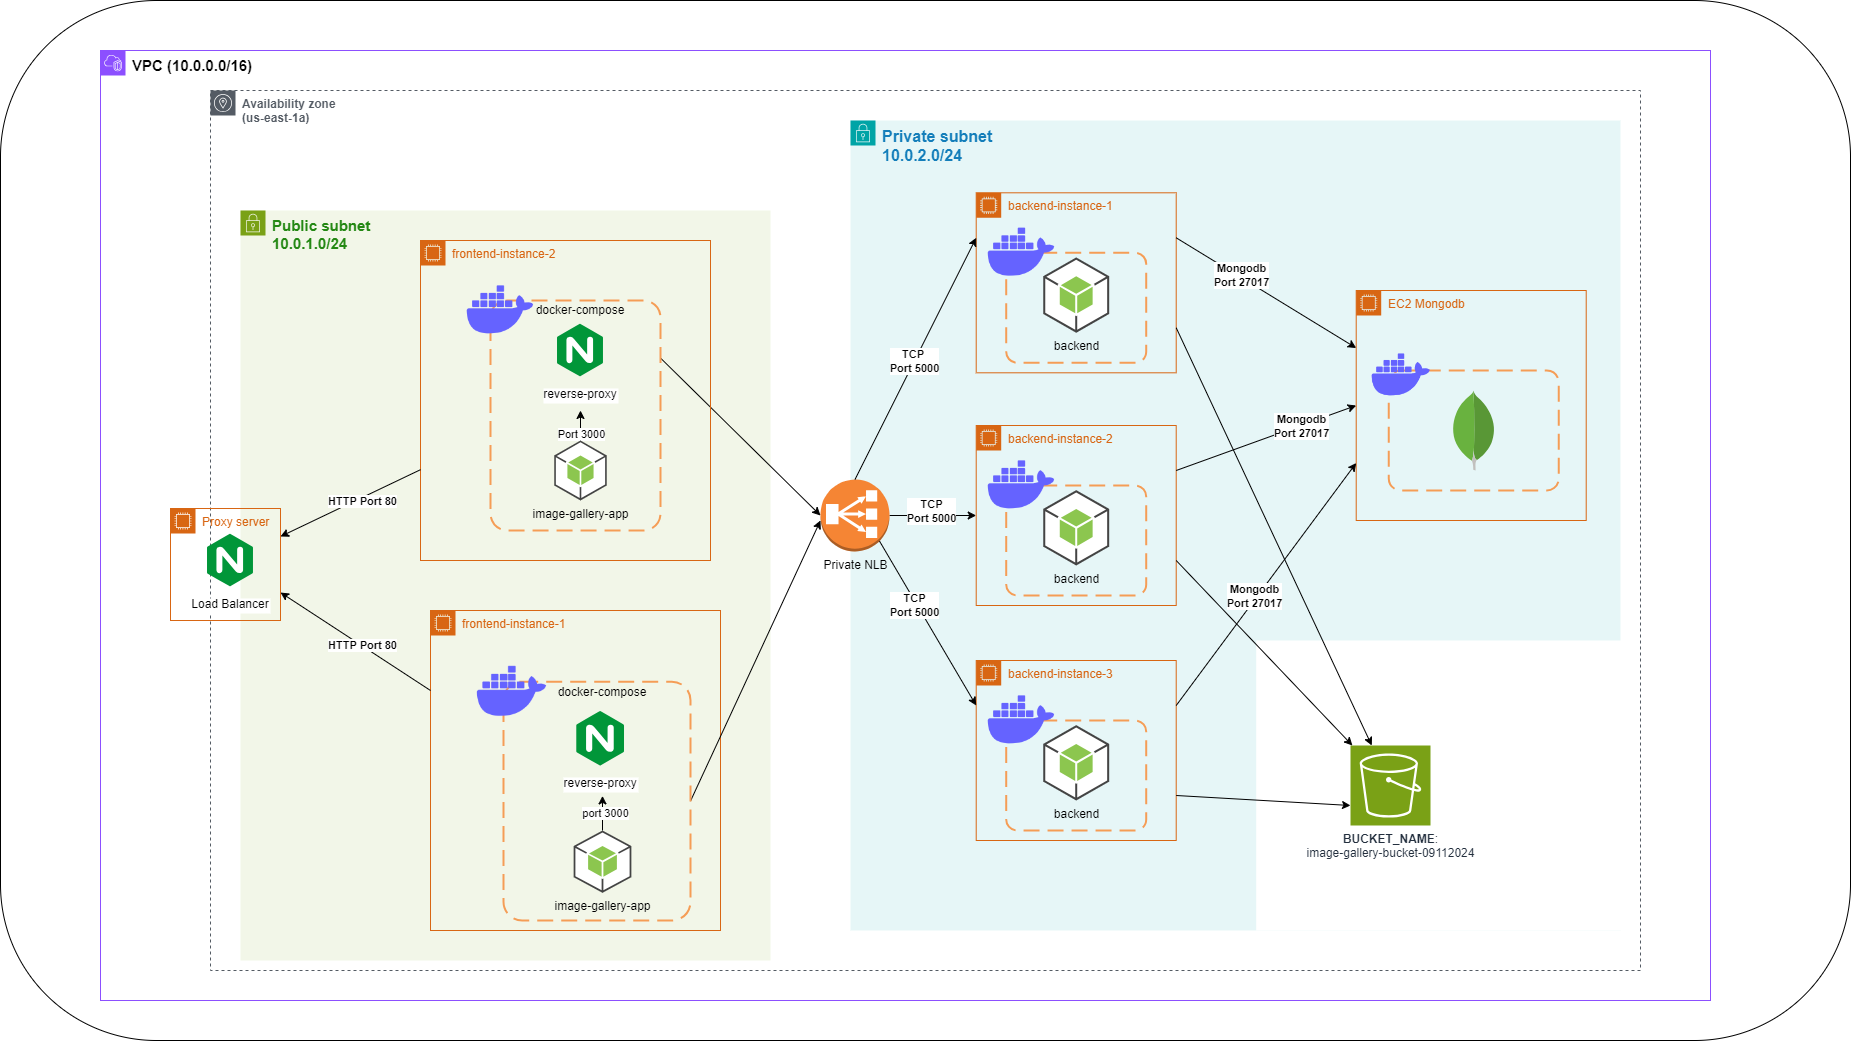 VPC (10.0.0.0/16)
Availability zone
(us-east-1a)
Public subnet
10.0.1.0/24
frontend-instance-2
docker-compose
N
reverse-proxy
Port 3000
image-gallery-app
HTTP Port 80
Proxy server
N
Load Balancer
HTTP Port 80
frontend-instance-1
docker-compose
N
reverse-proxy
port 3000
image-gallery-app
Private NLB
Private subnet
10.0.2.0/24
TCP
Port 5000
TCP
Port 5000
TCP
Port 5000
backend-instance-1
backend
backend-instance-2
backend
backend-instance-3
backend
Mongodb
Port 27017
Mongodb
Port 27017
Mongodb
Port 27017
EC2 Mongodb
BUCKET_NAME:
image-gallery-bucket-09112024